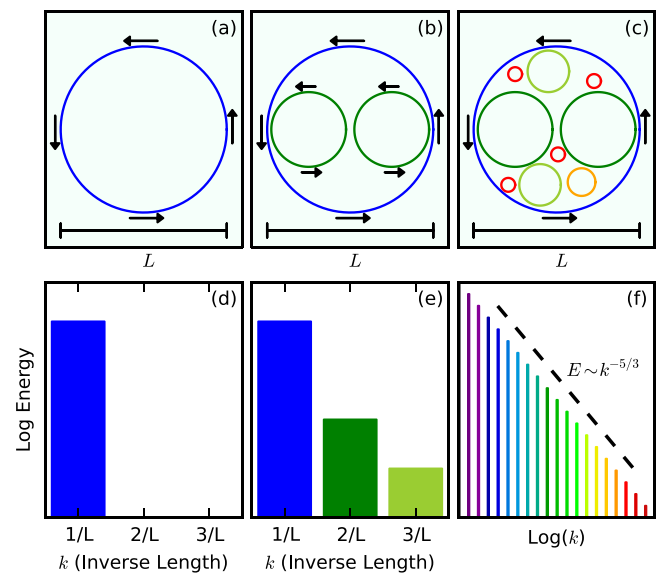 (a)
(b)
(c)
L
L
L
(d)
(e)
(f)
E∼k^{-5/3}
Log Energy
1/L 2/L 3/L
1/L 2/L 3/L
Log(k)
k (Inverse Length)
k (Inverse Length)